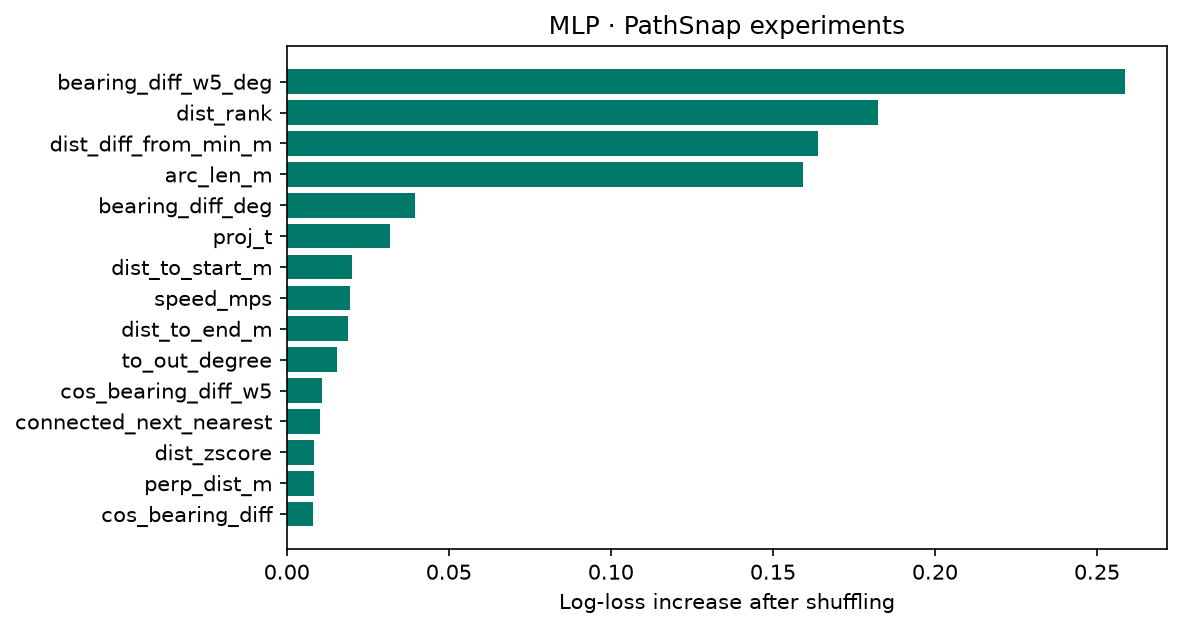 MLP · PathSnap experiments
bearing_diff_w5_deg
dist_rank
dist_diff_from_min_m
arc_len_m
bearing_diff_deg
proj_t
dist_to_start_m
speed_mps
dist_to_end_m
to_out_degree
cos_bearing_diff_w5
connected_next_nearest
dist_zscore
perp_dist_m
cos_bearing_diff
0.00 0.05 0.10 0.15 0.20 0.25
Log-loss increase after shuffling